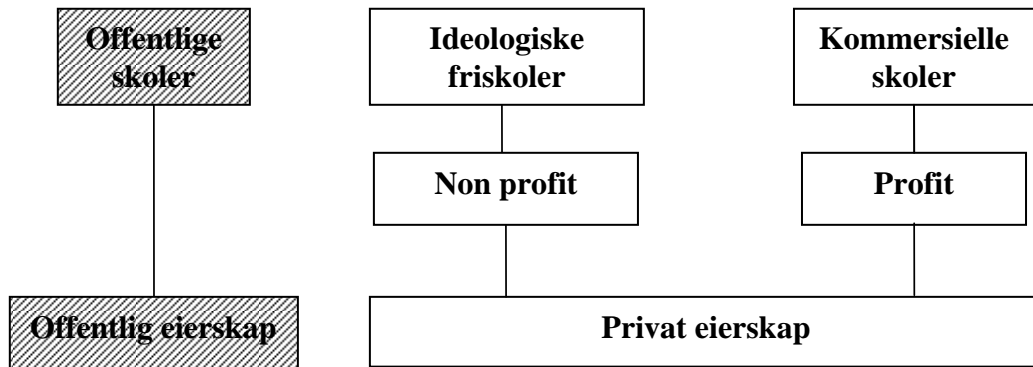 Offentlige
skoler
Ideologiske
friskoler
Kommersielle
skoler
Non profit
Profit
Offentlig eierskap
Privat eierskap